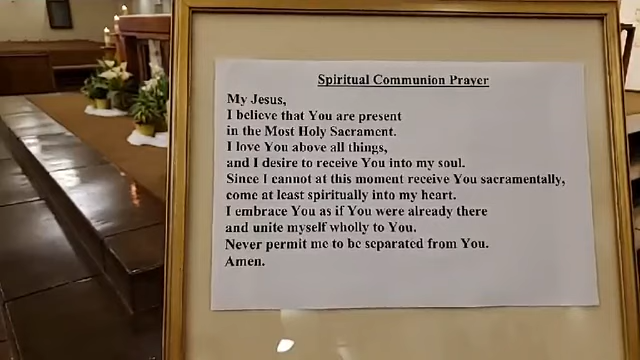 Spiritual Communion Prayer
My Jesus,
I believe that You are present
in the Most Holy Sacrament.
I love You above all things,
and I desire to receive You into my soul.
Since I cannot at this moment receive You sacramentally,
come at least spiritually into my heart.
I embrace You as if You were already there
and unite myself wholly to You.
Never permit me to be separated from You.
Amen.